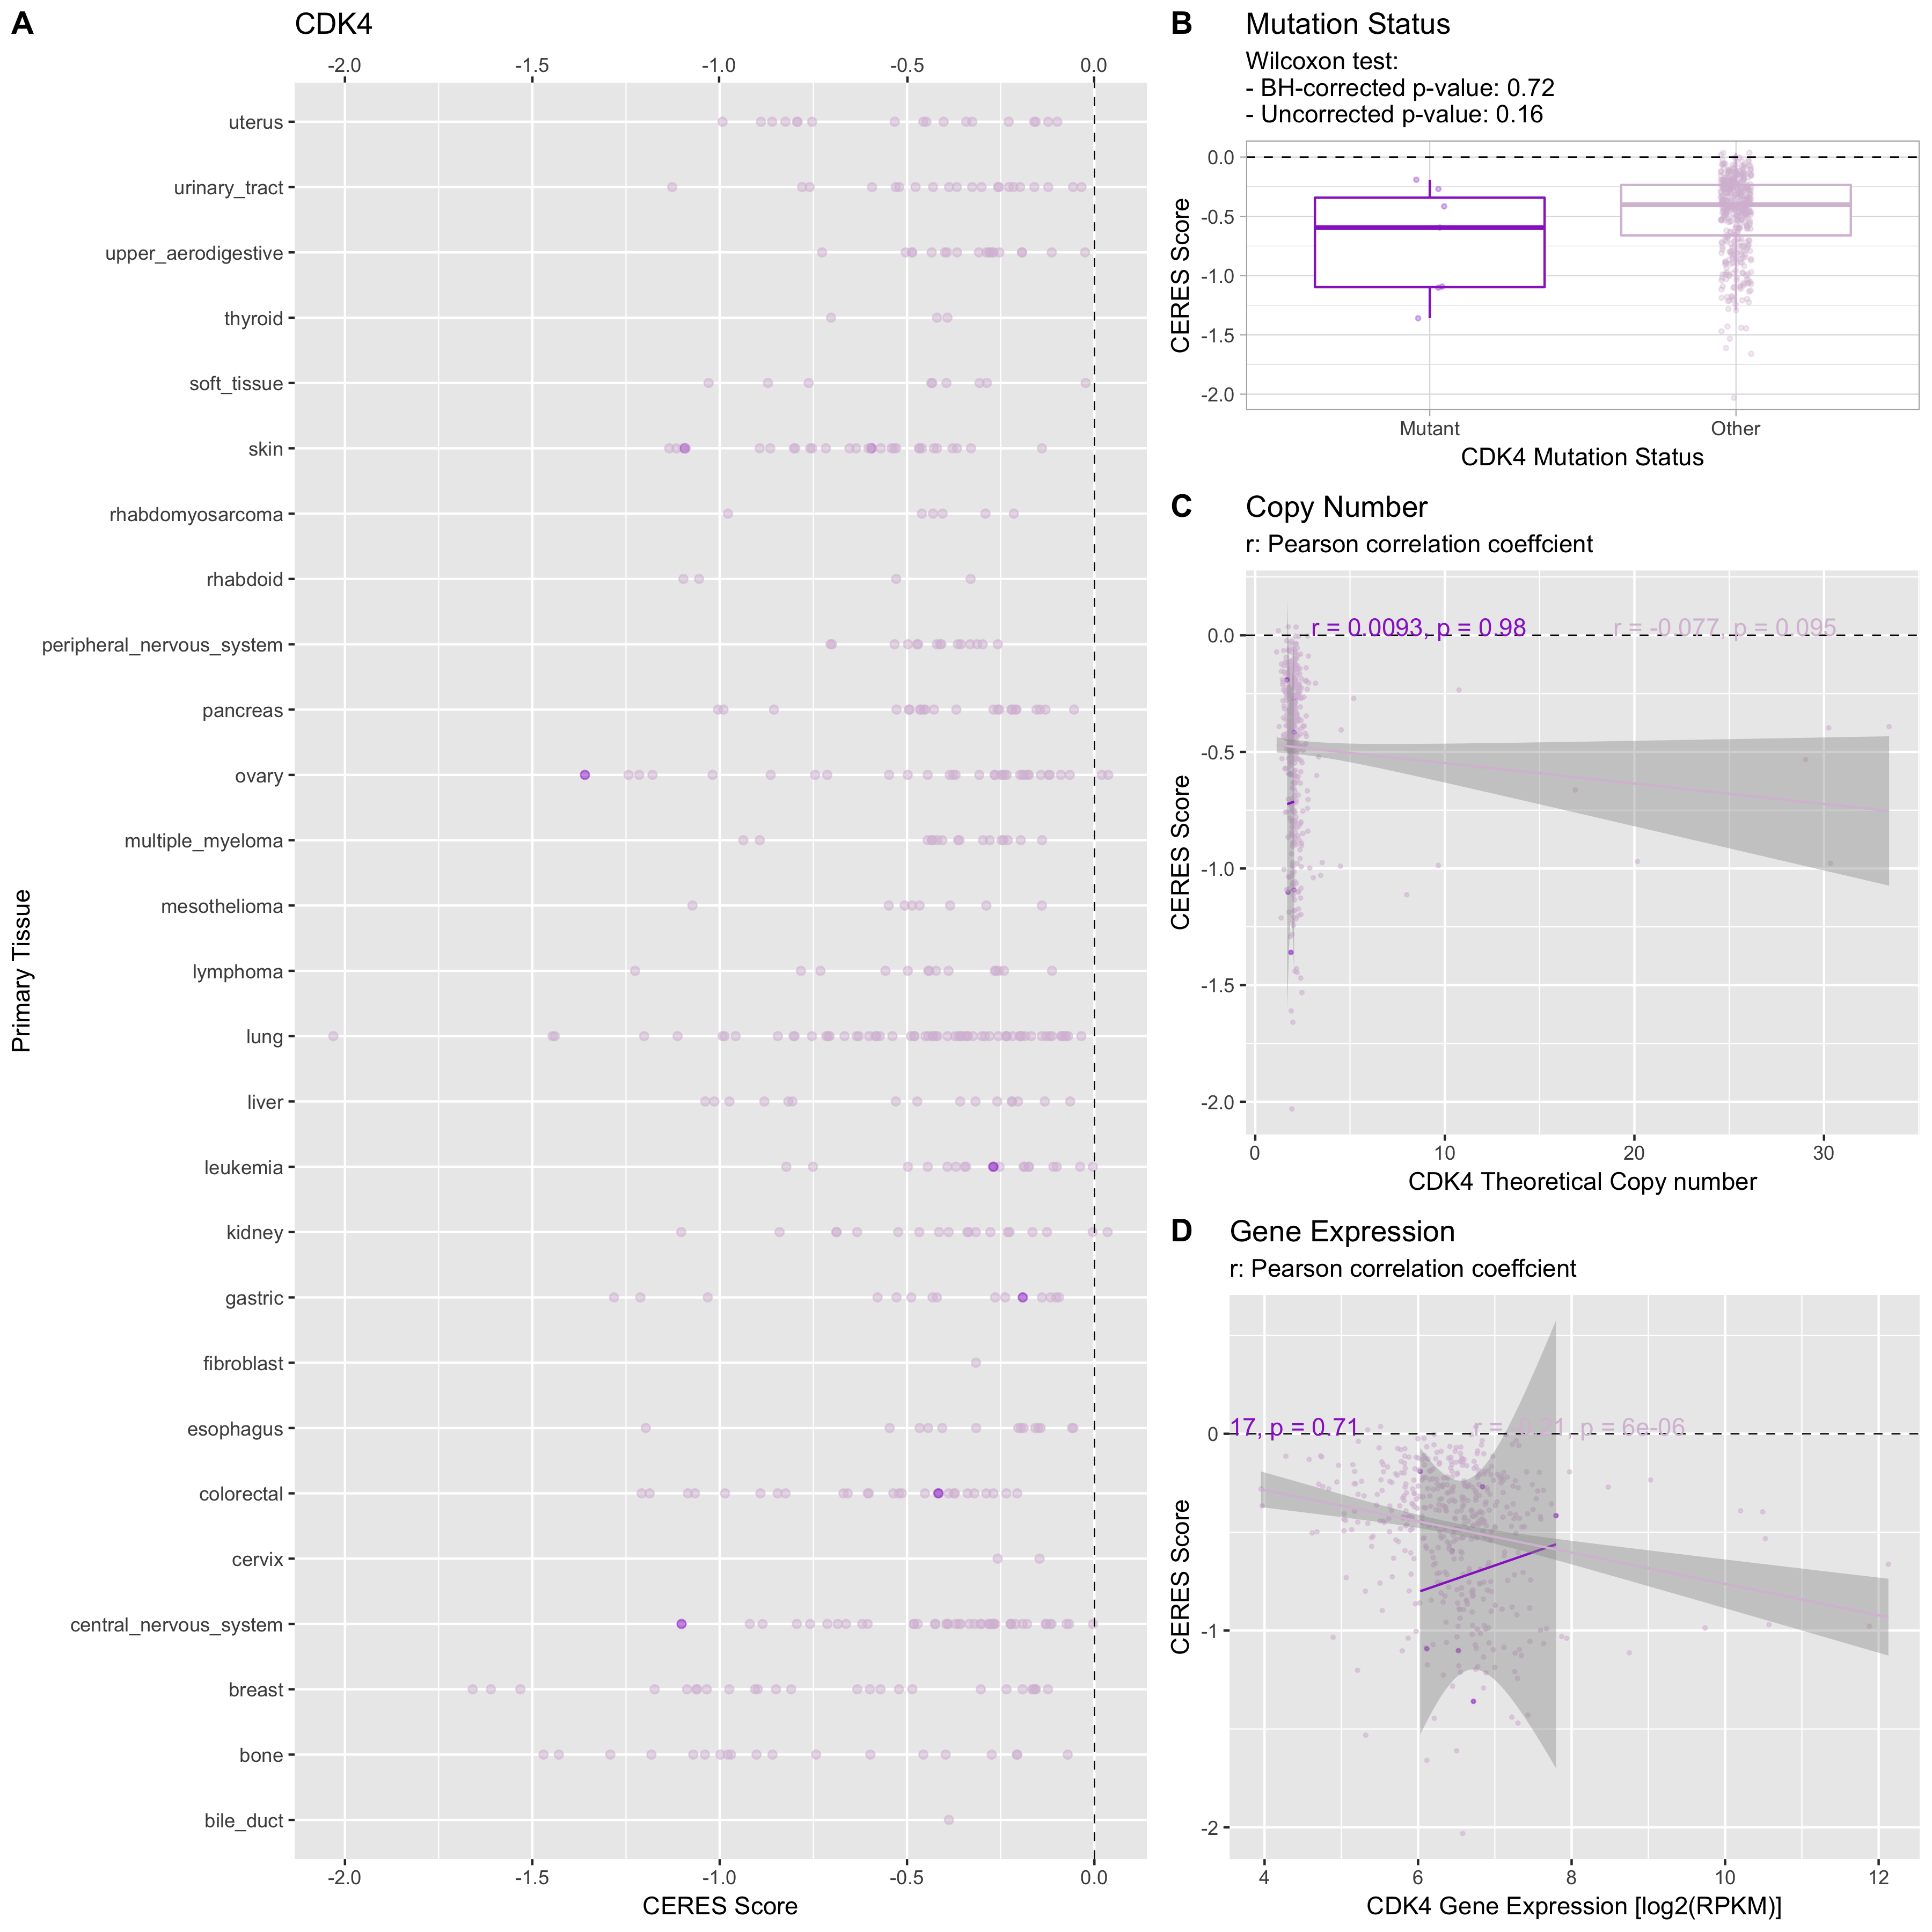 A
CDK4
-2.0 -1.5 -1.0 -0.5 0.0
Primary Tissue
uterus
urinary_tract
upper_aerodigestive
thyroid
soft_tissue
skin
rhabdomyosarcoma
rhabdoid
peripheral_nervous_system
pancreas
ovary
multiple_myeloma
mesothelioma
lymphoma
lung
liver
leukemia
kidney
gastric
fibroblast
esophagus
colorectal
cervix
central_nervous_system
breast
bone
bile_duct
-2.0 -1.5 -1.0 -0.5 0.0
CERES Score
B
Mutation Status
Wilcoxon test:
- BH-corrected p-value: 0.72
- Uncorrected p-value: 0.16
CERES Score
0.0
-0.5
-1.0
-1.5
-2.0
Mutant Other
CDK4 Mutation Status
C
Copy Number
r: Pearson correlation coeffcient
r = 0.0093, p = 0.98 r = -0.077, p = 0.095
CERES Score
0.0
-0.5
-1.0
-1.5
-2.0
0 10 20 30
CDK4 Theoretical Copy number
D
Gene Expression
r: Pearson correlation coeffcient
17, p = 0.71 r = 21, p = 6e-06
CERES Score
0
-1
-2
4 6 8 10 12
CDK4 Gene Expression [log2(RPKM)]